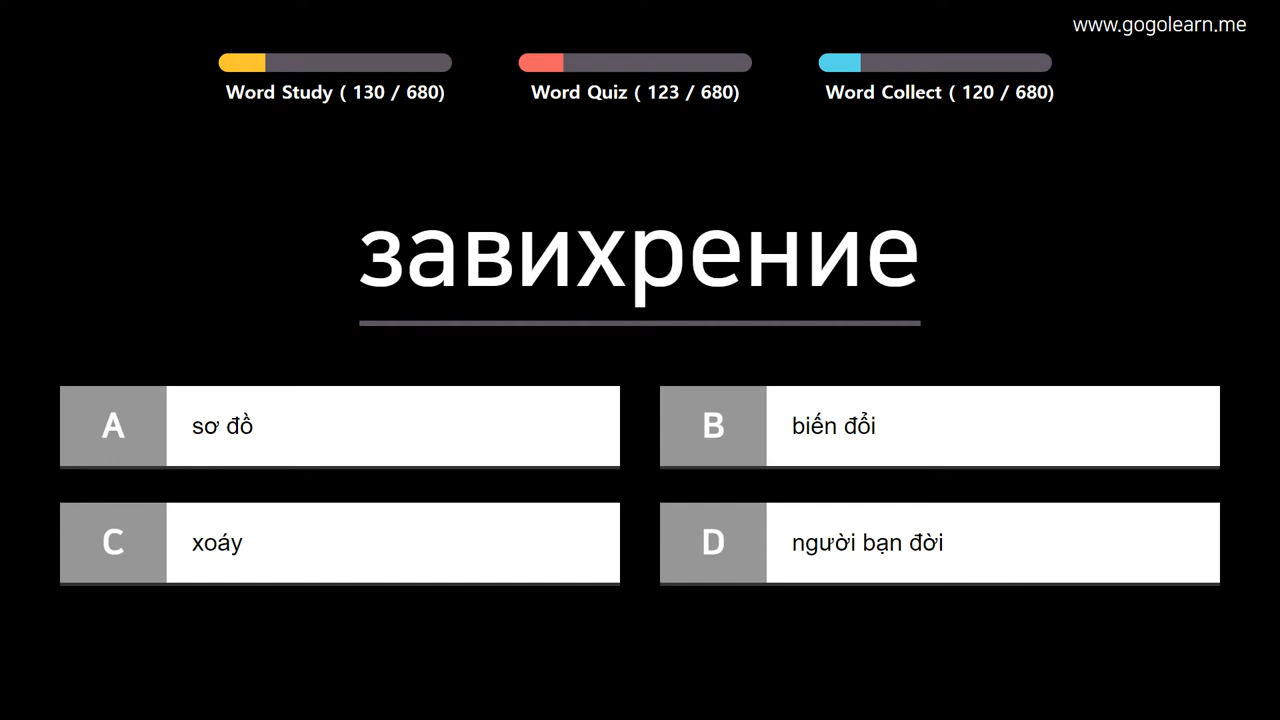 www.gogolearn.me
Word Study ( 130 / 680)
Word Quiz ( 123 / 680)
Word Collect ( 120 / 680)
завихрение
A
sơ đồ
B
biến đổi
C
xoáy
D
người bạn đời